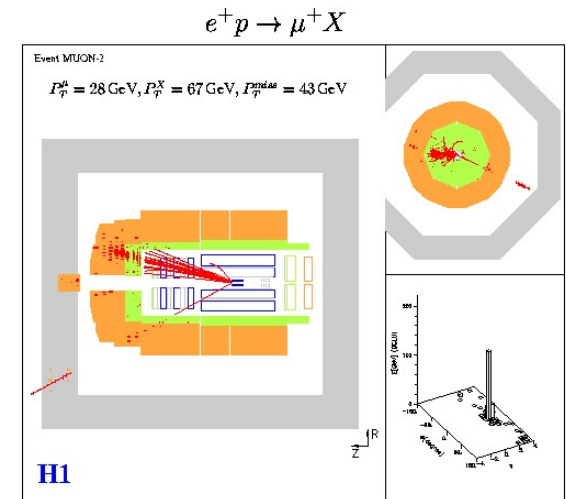 e⁺p → μ⁺X
Event MUON-2
P_T^μ = 28 GeV, P_T^X = 67 GeV, P_T^miss = 43 GeV
R
Z
H1